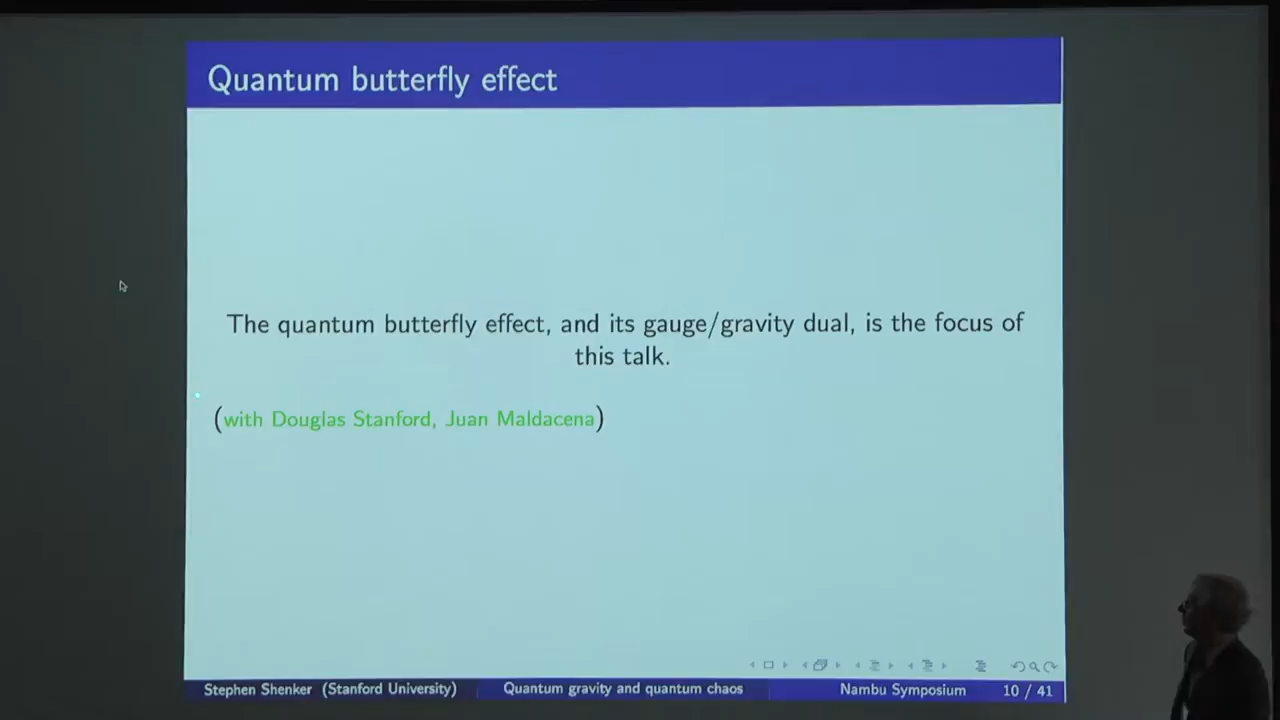 Quantum butterfly effect
The quantum butterfly effect, and its gauge/gravity dual, is the focus of
this talk.
(with Douglas Stanford, Juan Maldacena)
Stephen Shenker (Stanford University) Quantum gravity and quantum chaos Nambu Symposium 10 / 41